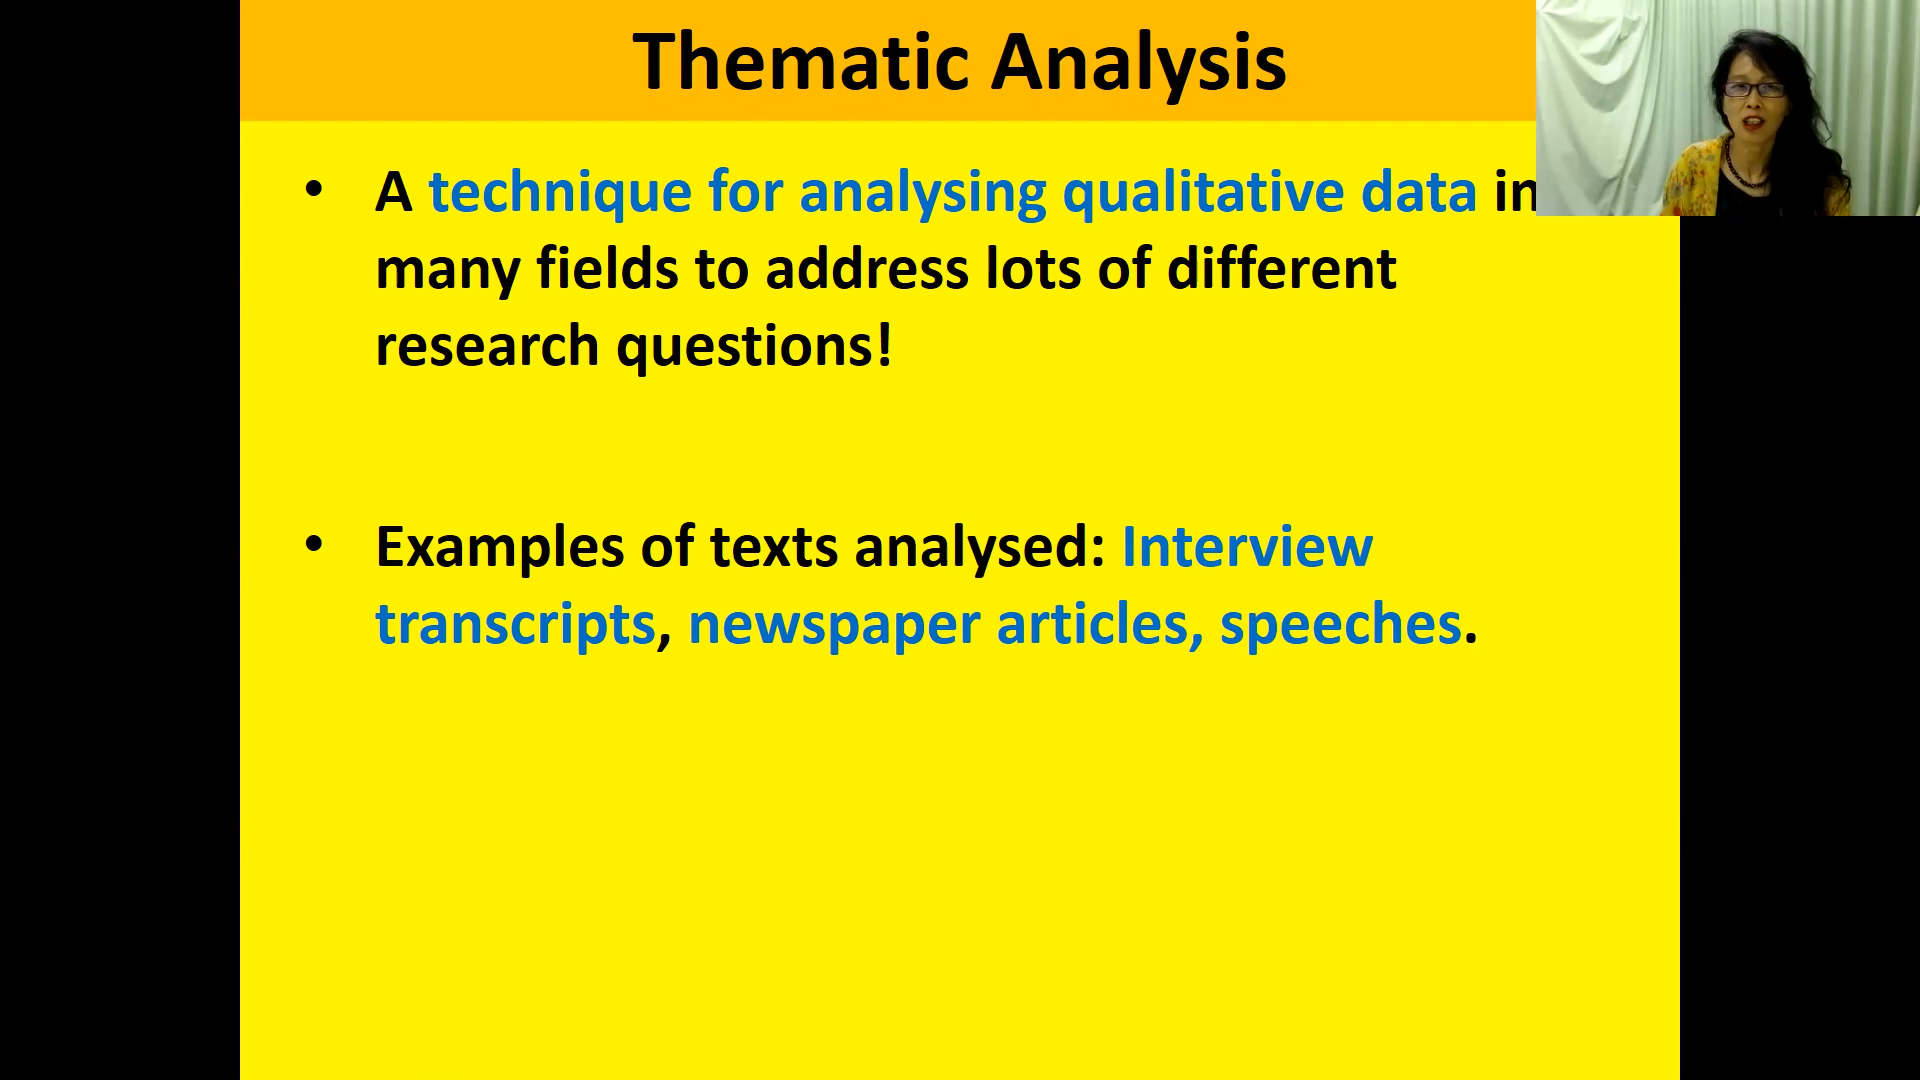 Thematic Analysis
• A technique for analysing qualitative data in
many fields to address lots of different
research questions!
• Examples of texts analysed: Interview
transcripts, newspaper articles, speeches.